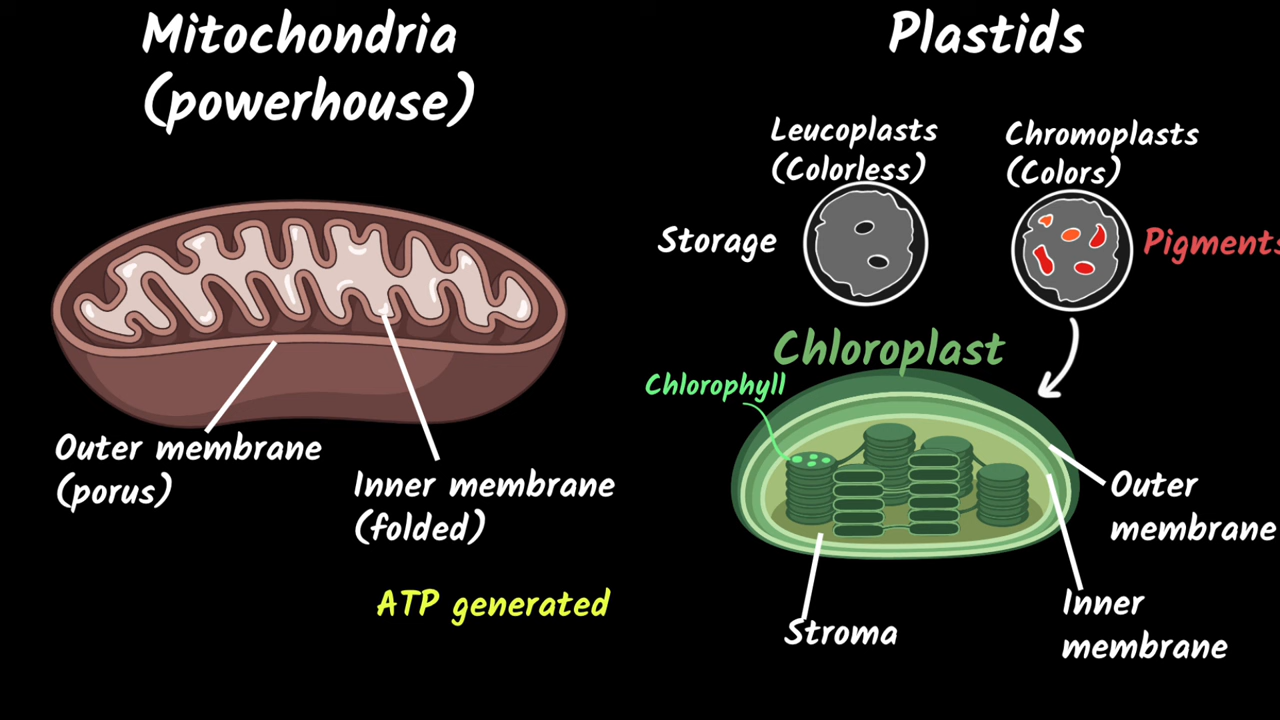 Mitochondria
(powerhouse)
Outer membrane
(porus)
Inner membrane
(folded)
ATP generated
Plastids
Leucoplasts
(Colorless)
Storage
Chromoplasts
(Colors)
Pigments
Chloroplast
Chlorophyll
Outer
membrane
Inner
membrane
Stroma